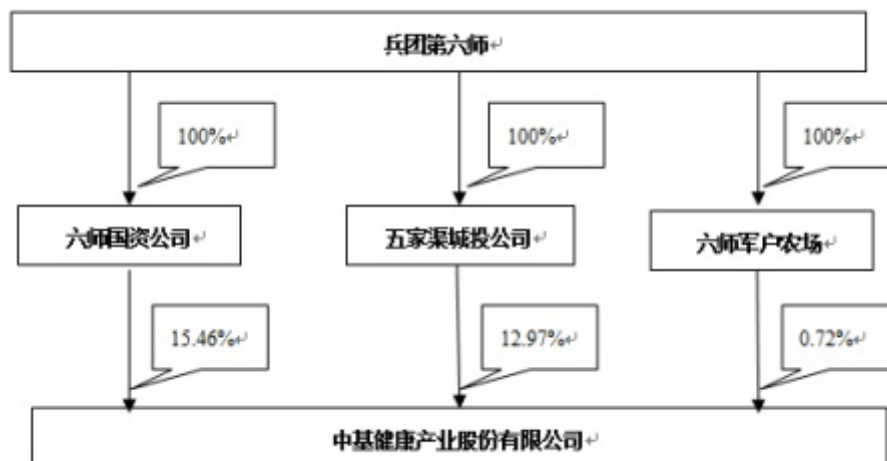 兵团第六师↵
100%↵
100%↵
100%↵
六师国资公司↵
五家渠城投公司↵
六师军户农场↵
15.46%↵
12.97%↵
0.72%↵
中基健康产业股份有限公司↵